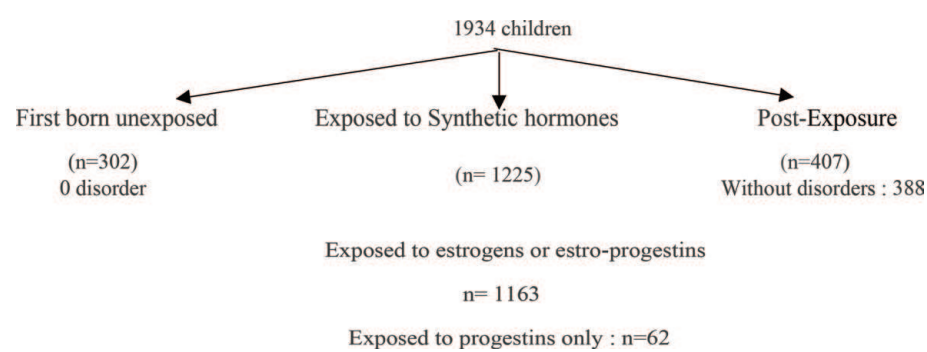 1934 children
First born unexposed
(n=302)
0 disorder
Exposed to Synthetic hormones
(n= 1225)
Post-Exposure
(n=407)
Without disorders : 388
Exposed to estrogens or estro-progestins
n= 1163
Exposed to progestins only : n=62